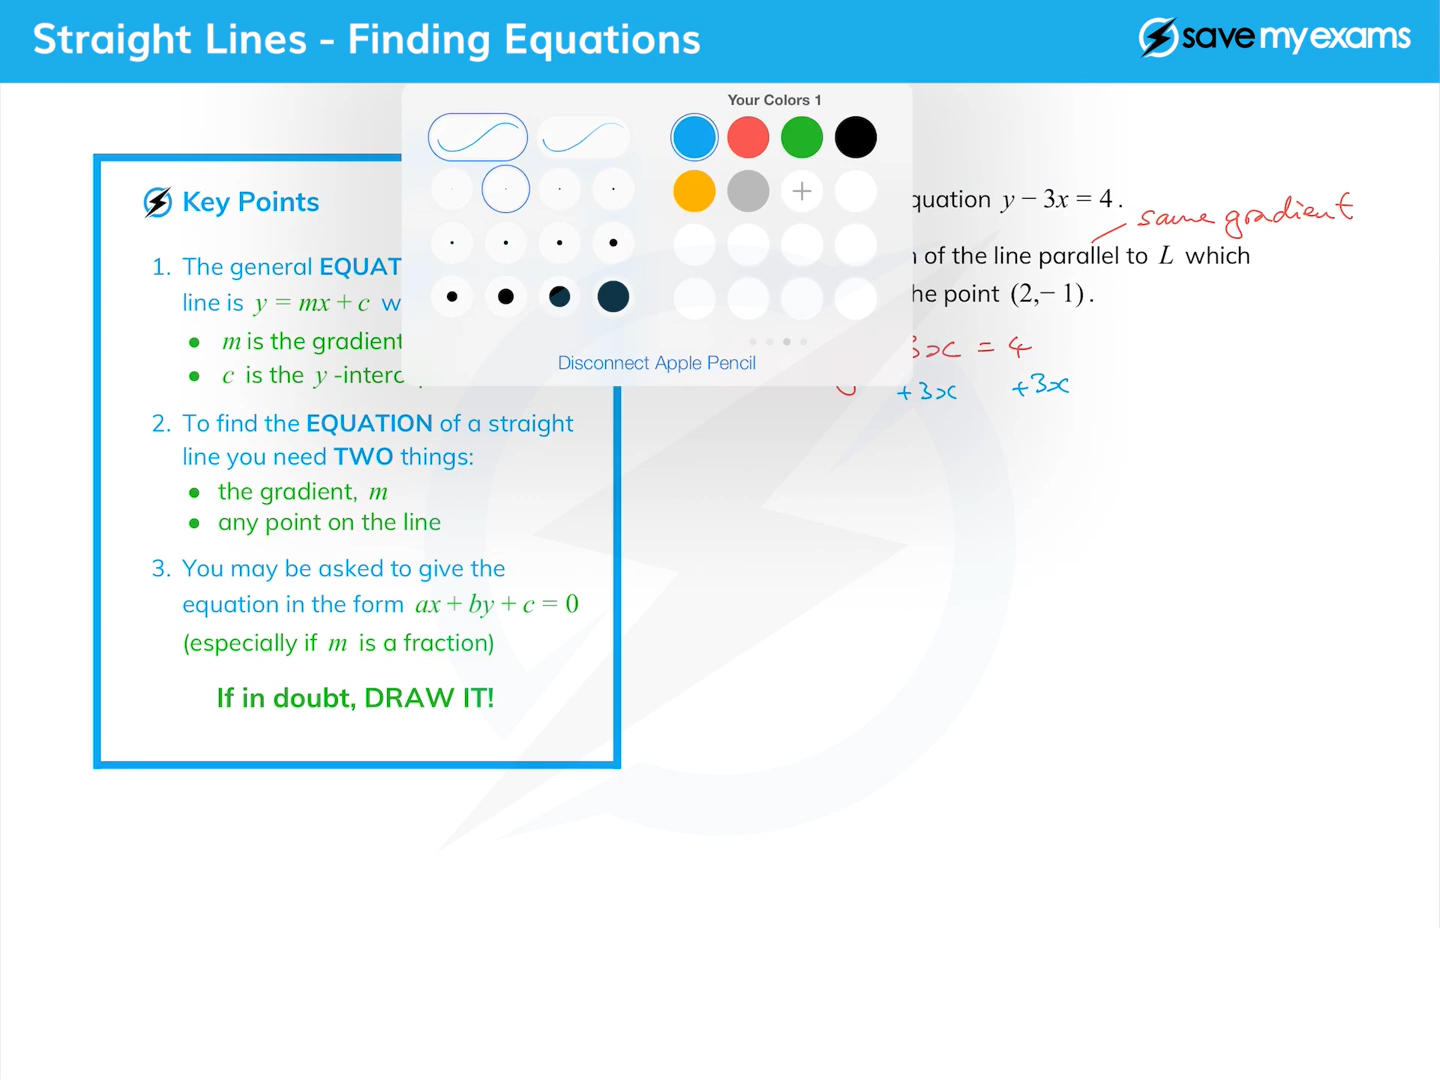 Straight Lines - Finding Equations
save my exams
Your Colors 1
Key Points
1. The general EQUAT
line is y = mx + c w
• m is the gradient
• c is the y -interc
2. To find the EQUATION of a straight
line you need TWO things:
• the gradient, m
• any point on the line
3. You may be asked to give the
equation in the form ax + by + c = 0
(especially if m is a fraction)
If in doubt, DRAW IT!
Disconnect Apple Pencil
quation y − 3x = 4 .
same gradient
n of the line parallel to L which
he point (2,− 1) .
3x = 4
+3x +3x